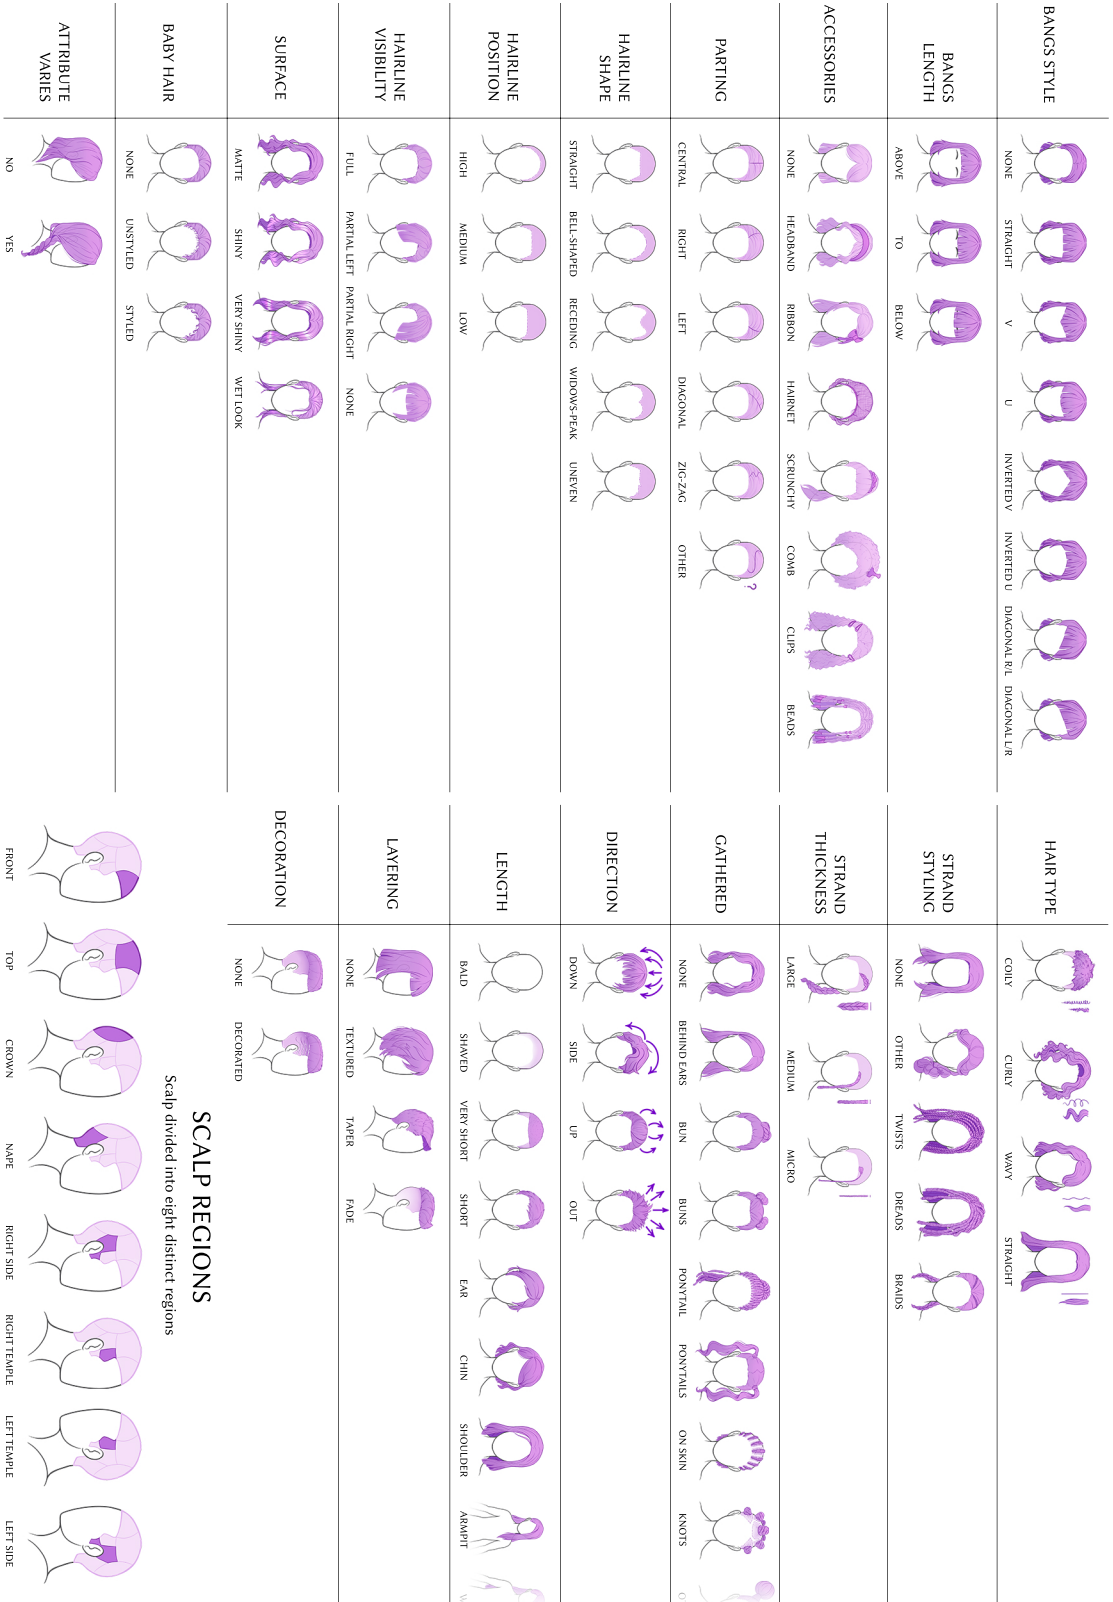 BANGS STYLE
NONE
STRAIGHT
V
U
INVERTED V
INVERTED U
DIAGONAL R/L
DIAGONAL L/R
BANGS
LENGTH
ABOVE
TO
BELOW
ACCESSORIES
NONE
HEADBAND
RIBBON
HAIRNET
SCRUNCHY
COMB
CLIPS
BEADS
PARTING
CENTRAL
RIGHT
LEFT
DIAGONAL
ZIG-ZAG
OTHER
?
HAIRLINE
SHAPE
STRAIGHT
BELL-SHAPED
RECEDING
WIDOWS-PEAK
UNEVEN
HAIRLINE
POSITION
HIGH
MEDIUM
LOW
HAIRLINE
VISIBILITY
FULL
PARTIAL LEFT
PARTIAL RIGHT
NONE
SURFACE
MATTE
SHINY
VERY SHINY
WET LOOK
BABY HAIR
NONE
UNSTYLED
STYLED
ATTRIBUTE
VARIES
NO
YES
HAIR TYPE
COILY
CURLY
WAVY
STRAIGHT
STRAND
STYLING
NONE
OTHER
TWISTS
DREADS
BRAIDS
STRAND
THICKNESS
LARGE
MEDIUM
MICRO
GATHERED
NONE
BEHIND EARS
BUN
BUNS
PONYTAIL
PONYTAILS
ON SKIN
KNOTS
DIRECTION
DOWN
SIDE
UP
OUT
LENGTH
BALD
SHAVED
VERY SHORT
SHORT
EAR
CHIN
SHOULDER
ARMPIT
LAYERING
NONE
TEXTURED
TAPER
FADE
DECORATION
NONE
DECORATED
SCALP REGIONS
Scalp divided into eight distinct regions
FRONT
TOP
CROWN
NAPE
RIGHT SIDE
RIGHT TEMPLE
LEFT TEMPLE
LEFT SIDE